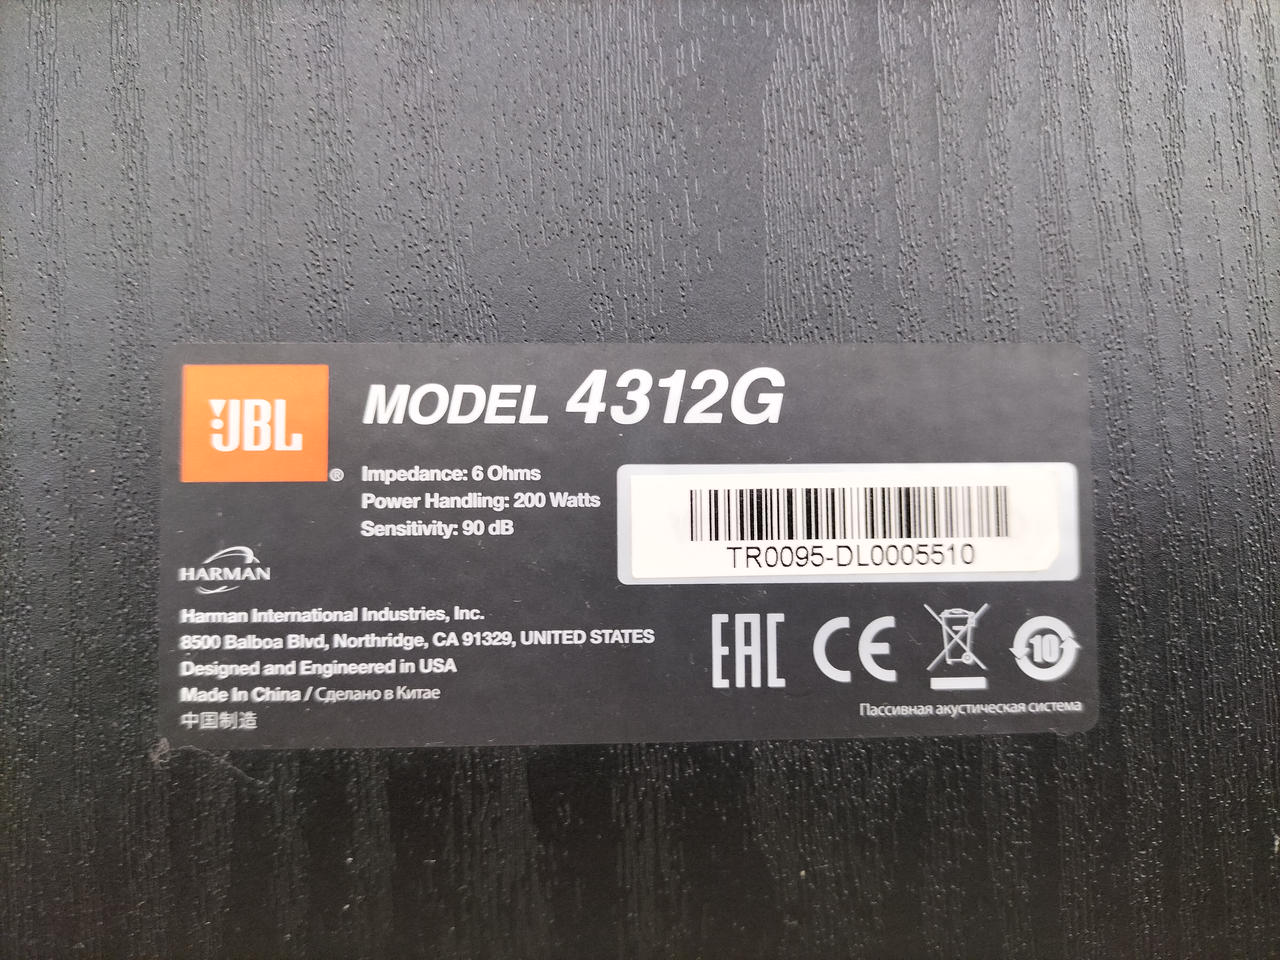 JBL
®
MODEL 4312G
Impedance: 6 Ohms
Power Handling: 200 Watts
Sensitivity: 90 dB
TR0095-DL0005510
HARMAN
Harman International Industries, Inc.
8500 Balboa Blvd, Northridge, CA 91329, UNITED STATES
Designed and Engineered in USA
Made In China / Сделано в Китае
中国制造
EAC CE 10
Пассивная акустическая система